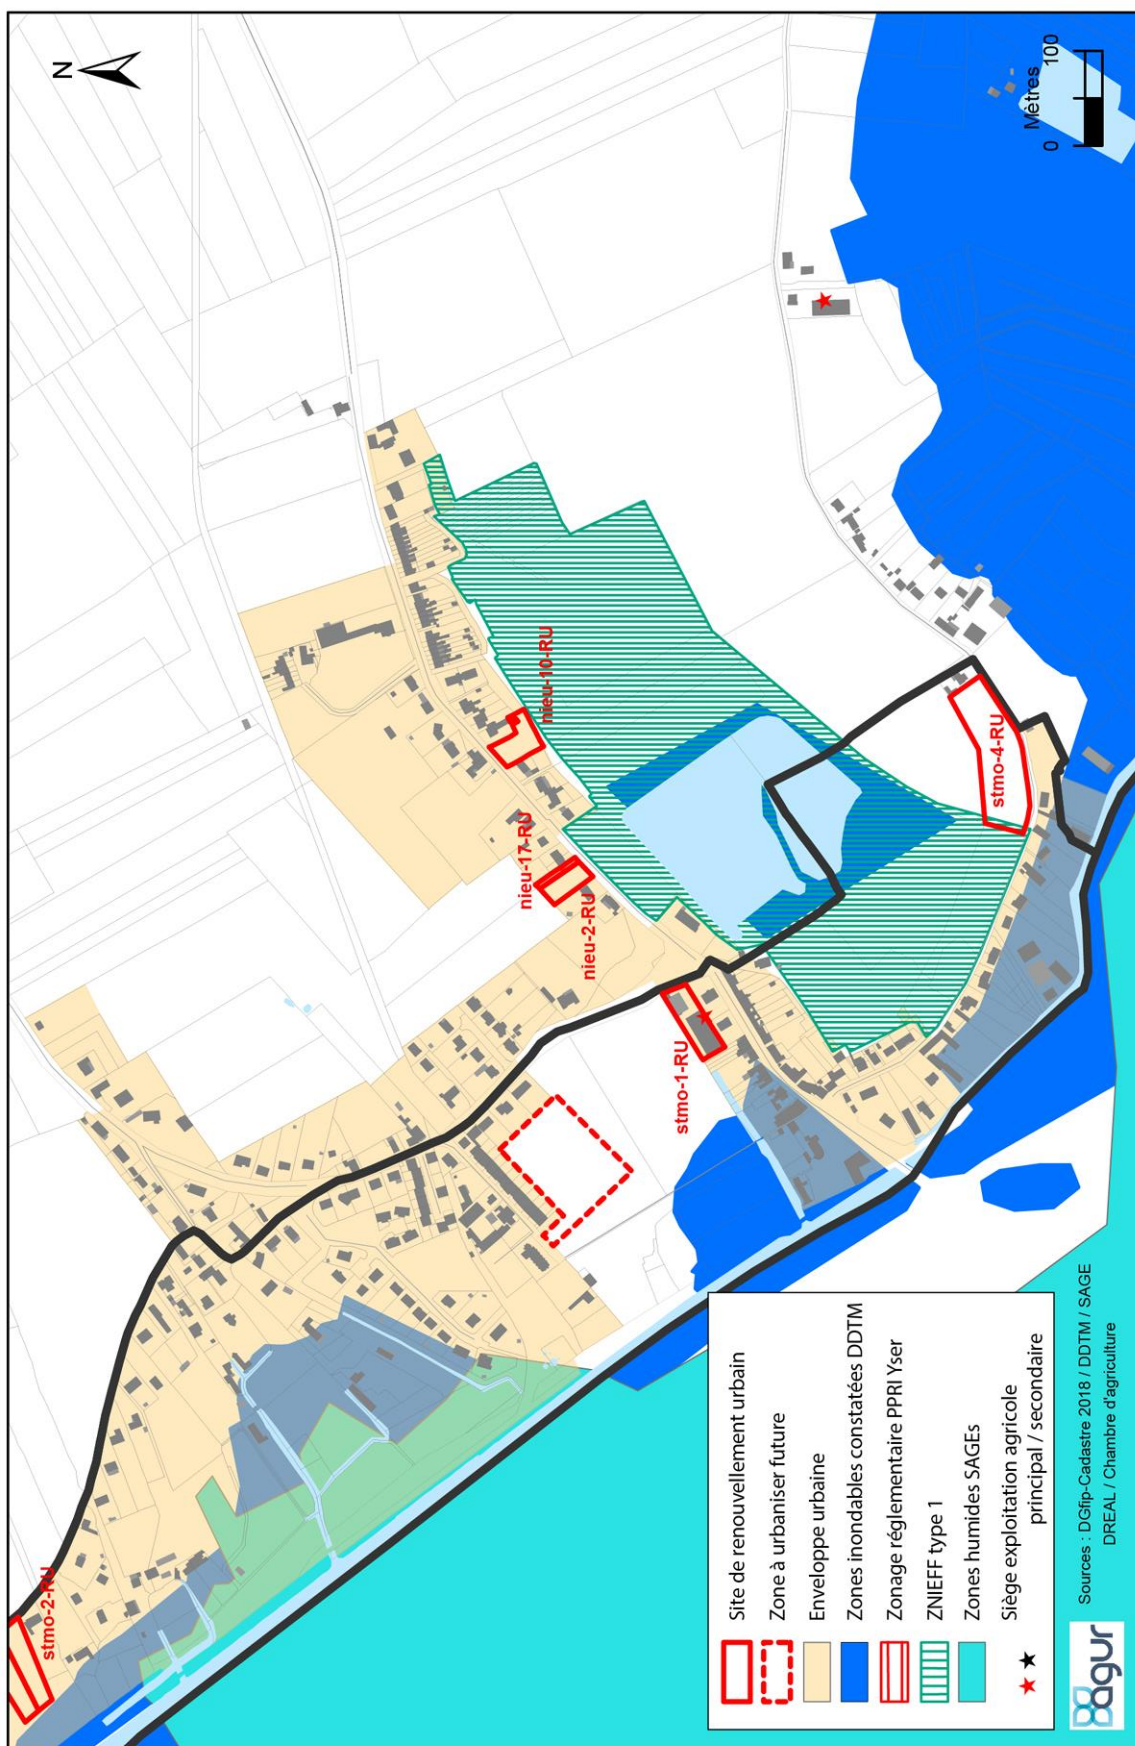 N
Mètres
0 100
nieu-10-RU
nieu-17-RU
nieu-2-RU
stmo-4-RU
stmo-1-RU
stmo-2-RU
Site de renouvellement urbain
Zone à urbaniser future
Enveloppe urbaine
Zones inondables constatées DDTM
Zonage réglementaire PPRI Yser
ZNIEFF type 1
Zones humides SAGEs
Siège exploitation agricole
principal / secondaire
agur
Sources : DGfip-Cadastre 2018 / DDTM / SAGE
DREAL / Chambre d'agriculture